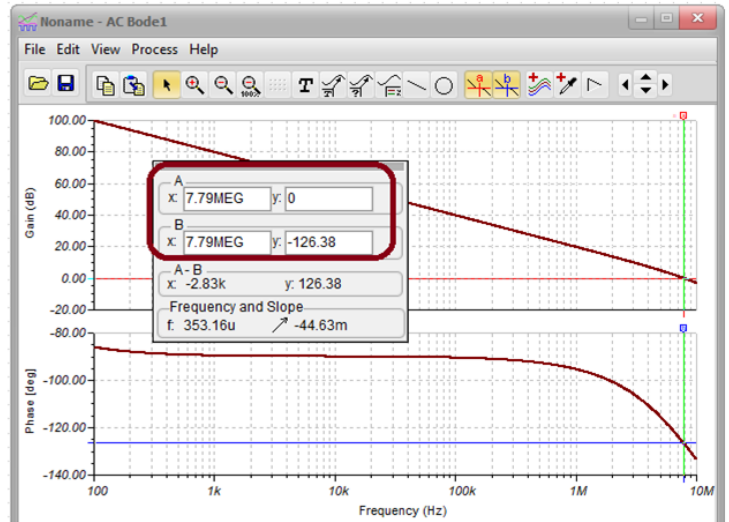 Noname - AC Bode1
File Edit View Process Help
100% T T ?! =Z a b
100.00
80.00
60.00
40.00
20.00
0.00
-20.00
Gain (dB)
A
x: 7.79MEG y: 0
B
x: 7.79MEG y: -126.38
A - B
x: -2.83k y: 126.38
Frequency and Slope
f: 353.16u -44.63m
a
b
-80.00
-100.00
-120.00
-140.00
Phase [deg]
100 1k 10k 100k 1M 10M
Frequency (Hz)